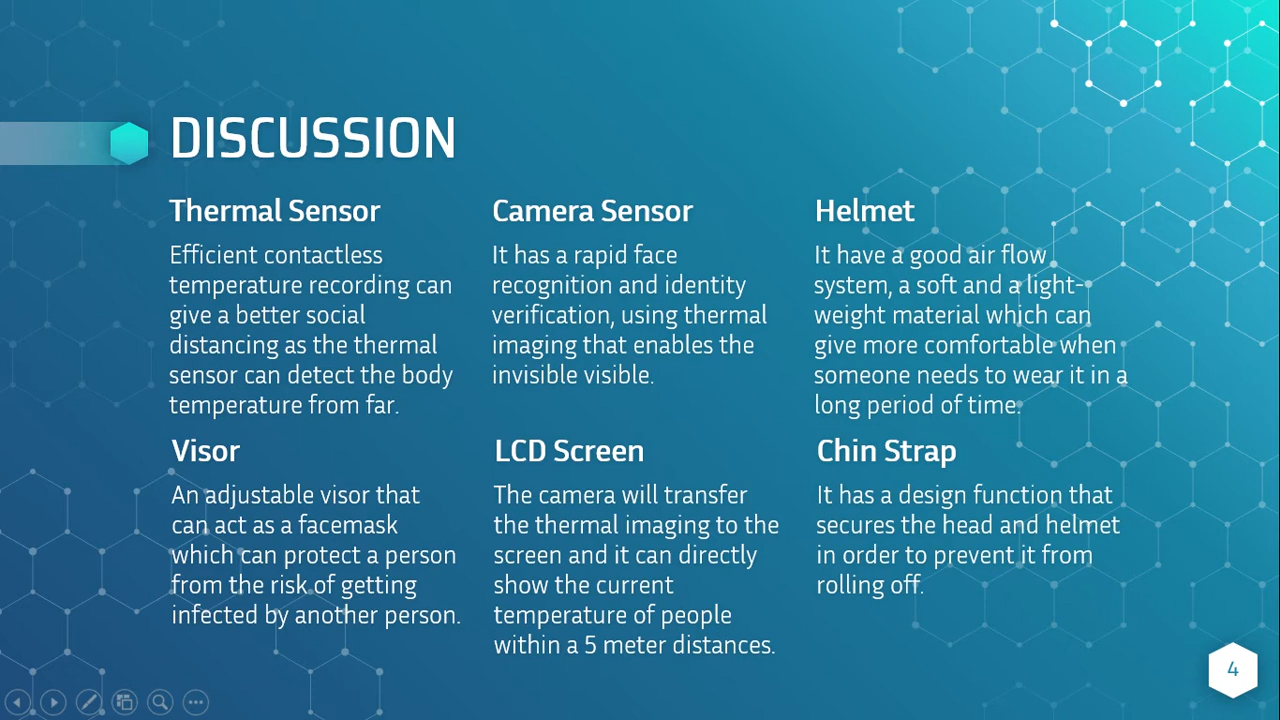 DISCUSSION
Thermal Sensor
Efficient contactless
temperature recording can
give a better social
distancing as the thermal
sensor can detect the body
temperature from far.
Camera Sensor
It has a rapid face
recognition and identity
verification, using thermal
imaging that enables the
invisible visible.
Helmet
It have a good air flow
system, a soft and a light-
weight material which can
give more comfortable when
someone needs to wear it in a
long period of time.
Visor
An adjustable visor that
can act as a facemask
which can protect a person
from the risk of getting
infected by another person.
LCD Screen
The camera will transfer
the thermal imaging to the
screen and it can directly
show the current
temperature of people
within a 5 meter distances.
Chin Strap
It has a design function that
secures the head and helmet
in order to prevent it from
rolling off.
4